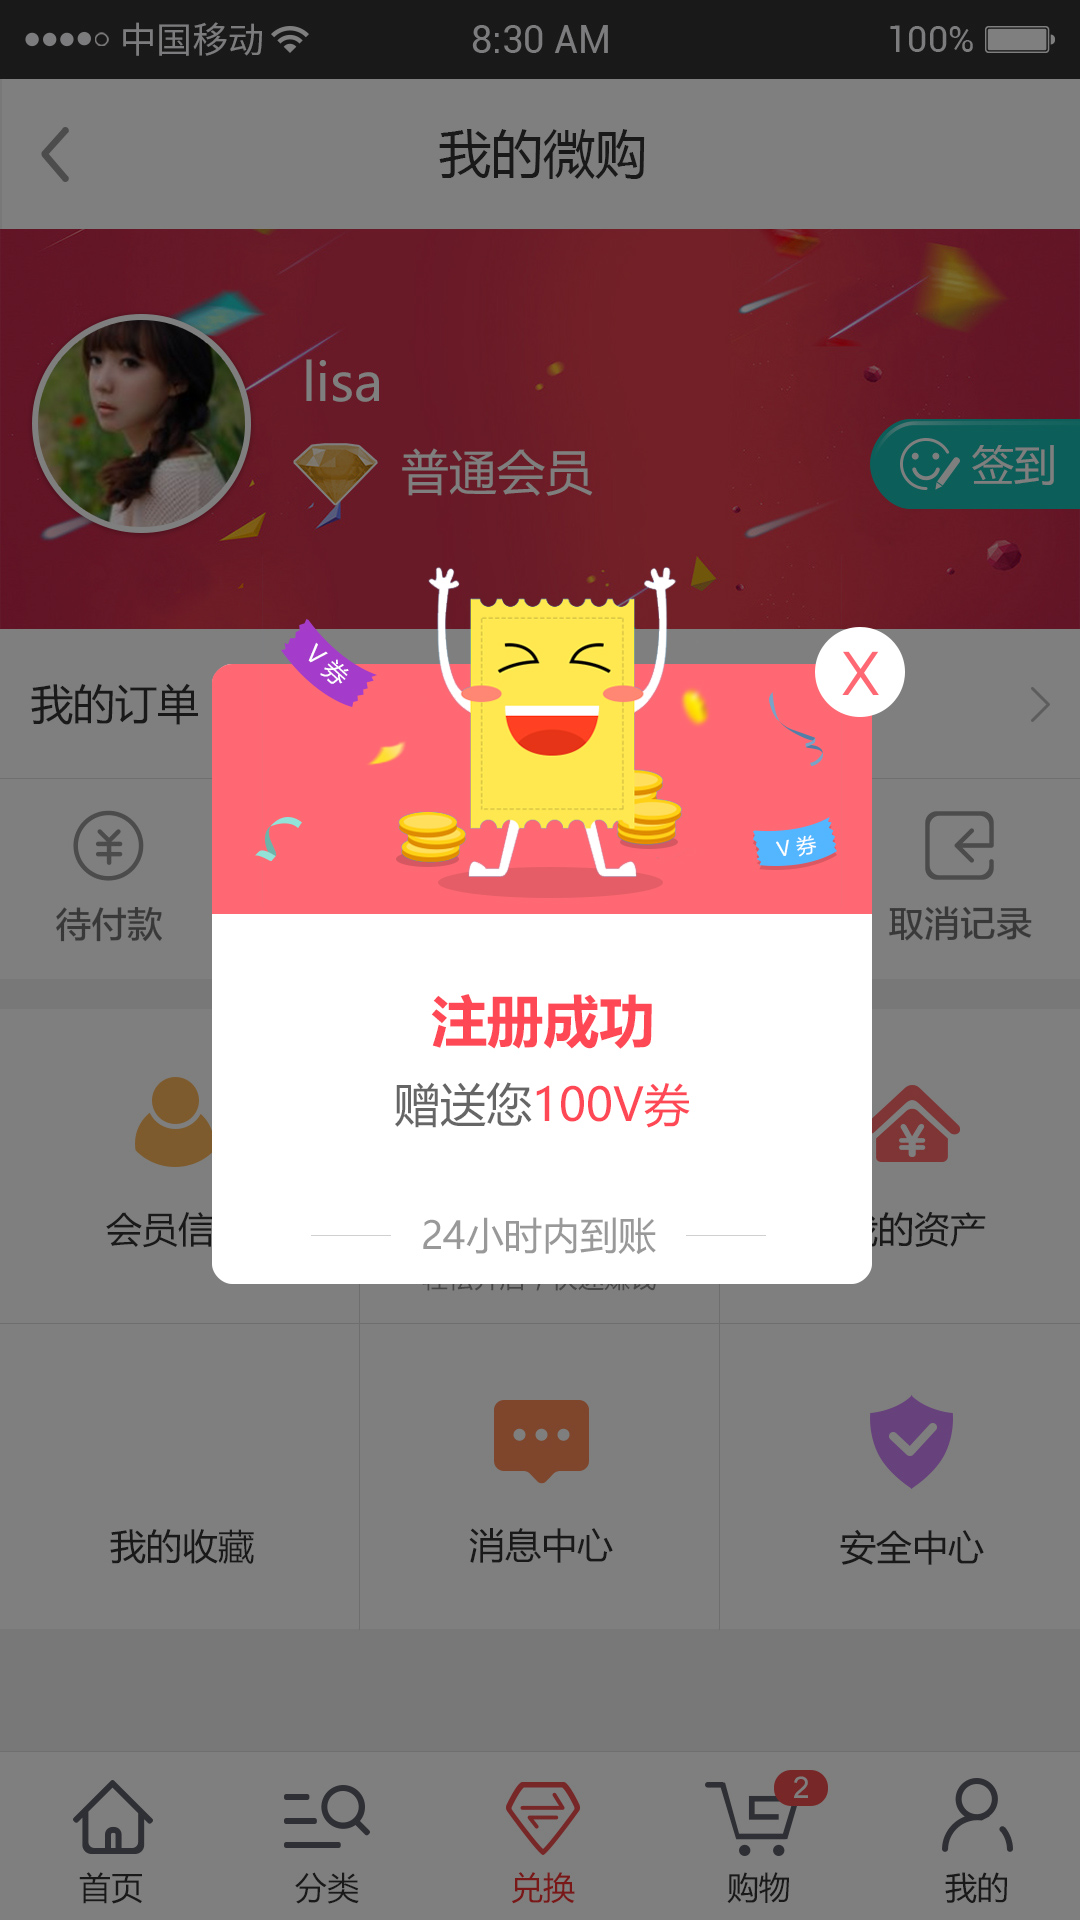 中国移动 8:30 AM 100%
我的微购
lisa
普通会员
签到
V 券
X
我的订单
V 券
待付款
取消记录
注册成功
赠送您100V券
会员信
的资产
24小时内到账
我的收藏
消息中心
安全中心
2
首页
分类
兑换
购物
我的